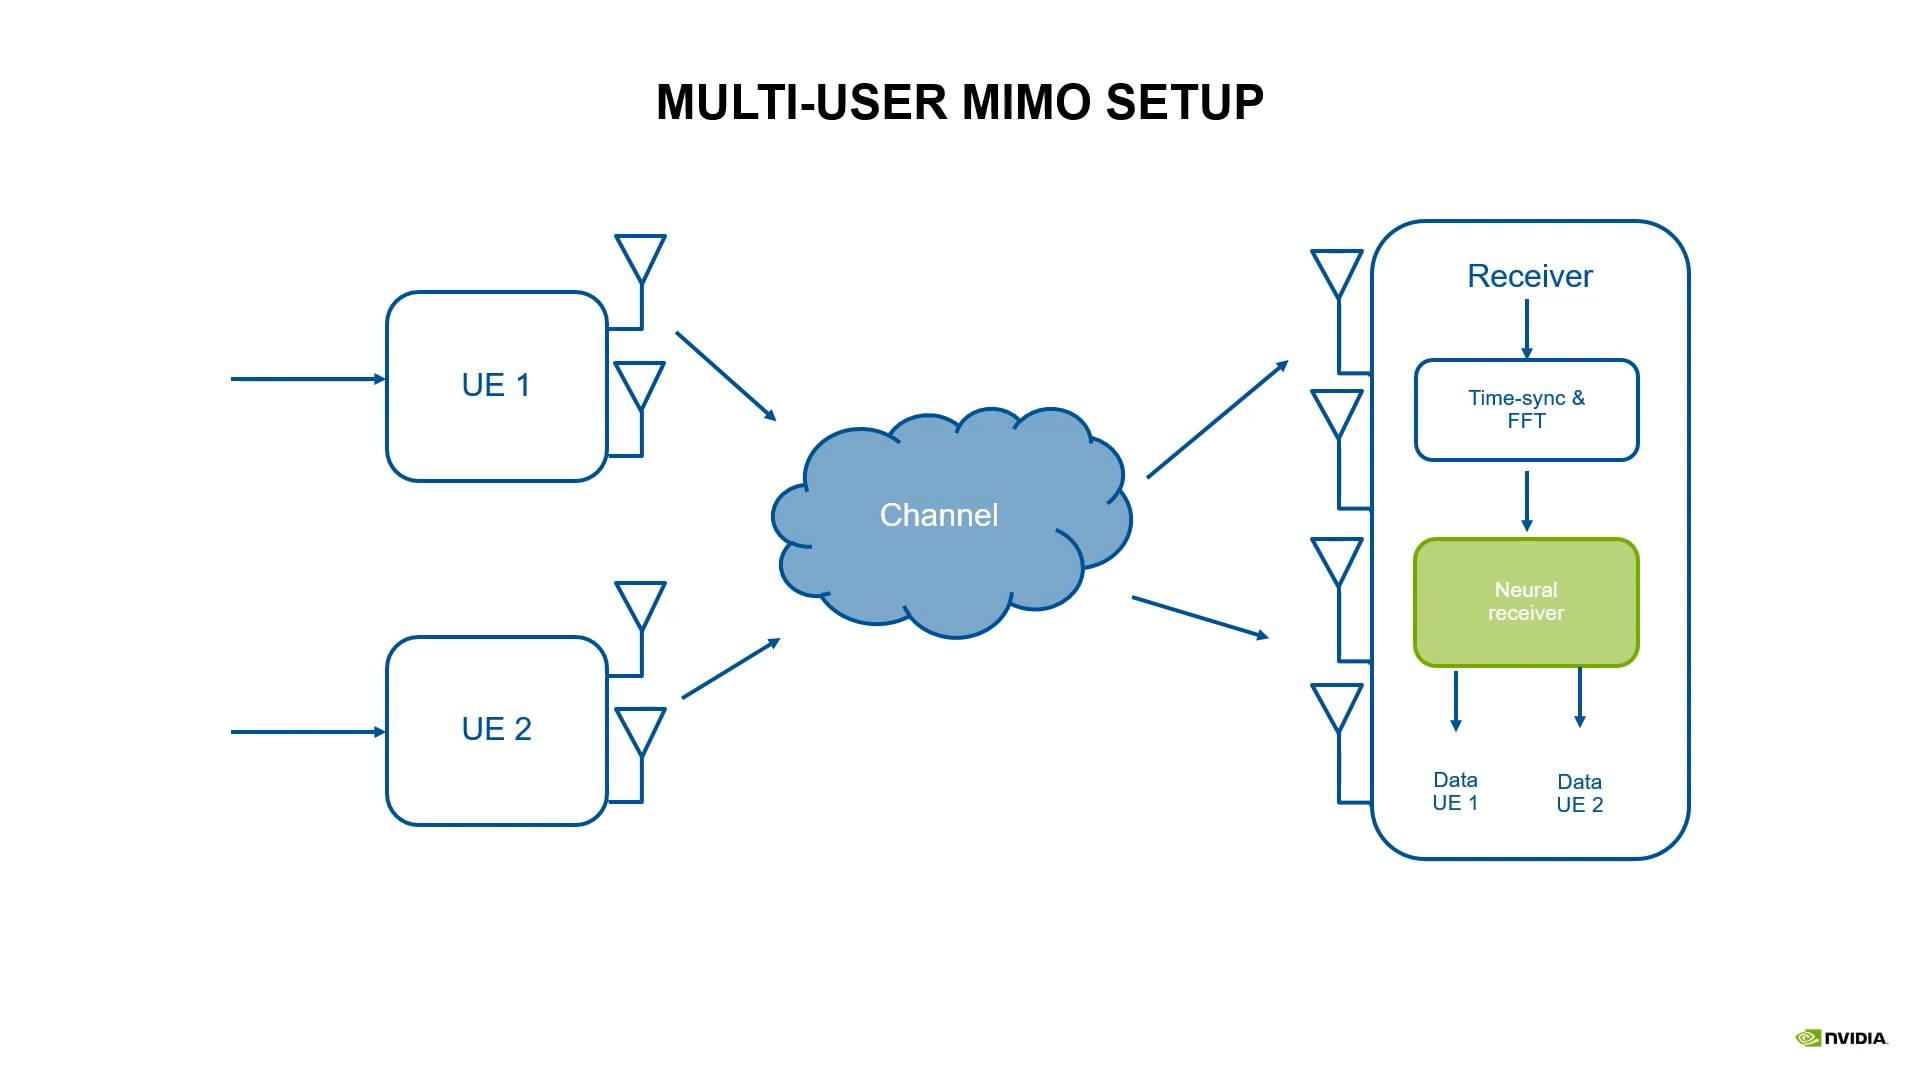 MULTI-USER MIMO SETUP
UE 1
UE 2
Channel
Receiver
Time-sync &
FFT
Neural
receiver
Data
UE 1
Data
UE 2
NVIDIA.